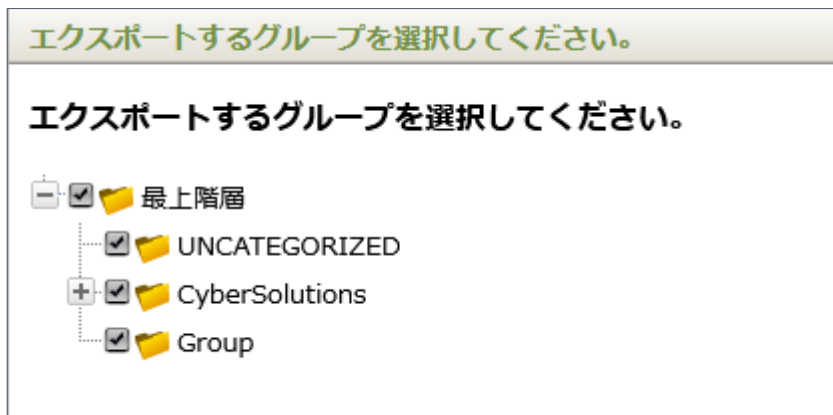 エクスポートするグループを選択してください。
エクスポートするグループを選択してください。
最上階層
UNCATEGORIZED
CyberSolutions
Group